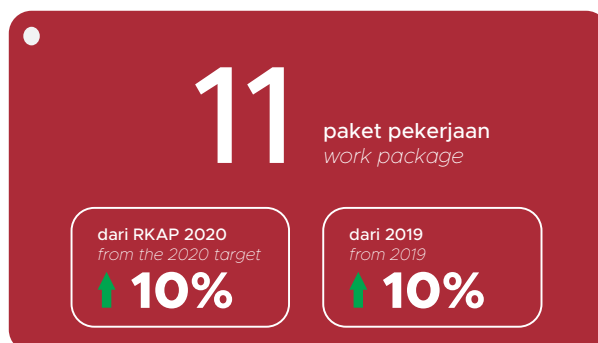 11
paket pekerjaan
work package
dari RKAP 2020
from the 2020 target
10%
dari 2019
from 2019
10%